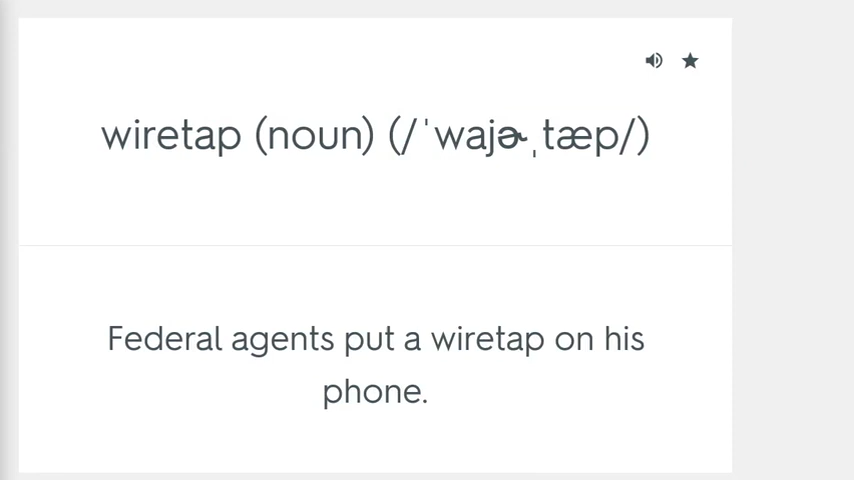 wiretap (noun) (/ˈwajɚˌtæp/)
Federal agents put a wiretap on his
phone.